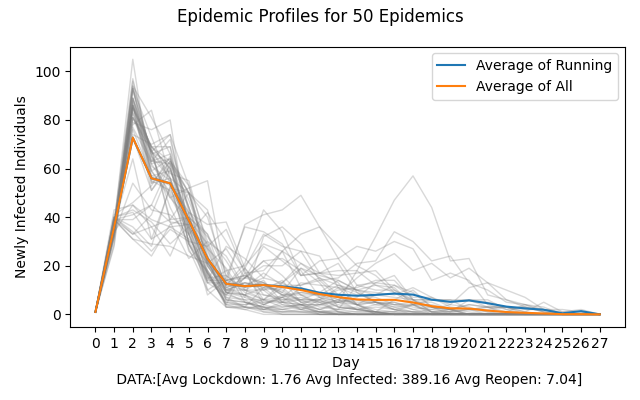 Epidemic Profiles for 50 Epidemics
Newly Infected Individuals
100
80
60
40
20
0
Average of Running
Average of All
0 1 2 3 4 5 6 7 8 9 10 11 12 13 14 15 16 17 18 19 20 21 22 23 24 25 26 27
Day
DATA:[Avg Lockdown: 1.76 Avg Infected: 389.16 Avg Reopen: 7.04]